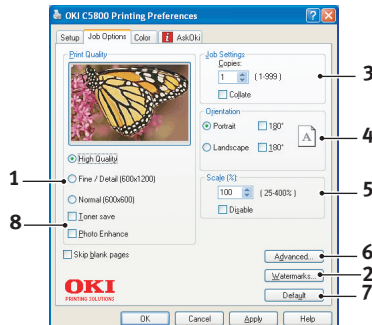 OKI C5800 Printing Preferences
Setup Job Options Color AskOki
Print Quality
High Quality
Fine / Detail (600x1200)
Normal (600x600)
Toner save
Photo Enhance
Skip blank pages
OKI
PRINTING SOLUTIONS
Job Settings
Copies:
1 (1-999)
Collate
Orientation
Portrait 180°
Landscape 180°
A
Scale (%)
100 (25-400%)
Disable
Advanced...
Watermarks...
Default
OK Cancel Apply Help
1
8
3
4
5
6
2
7